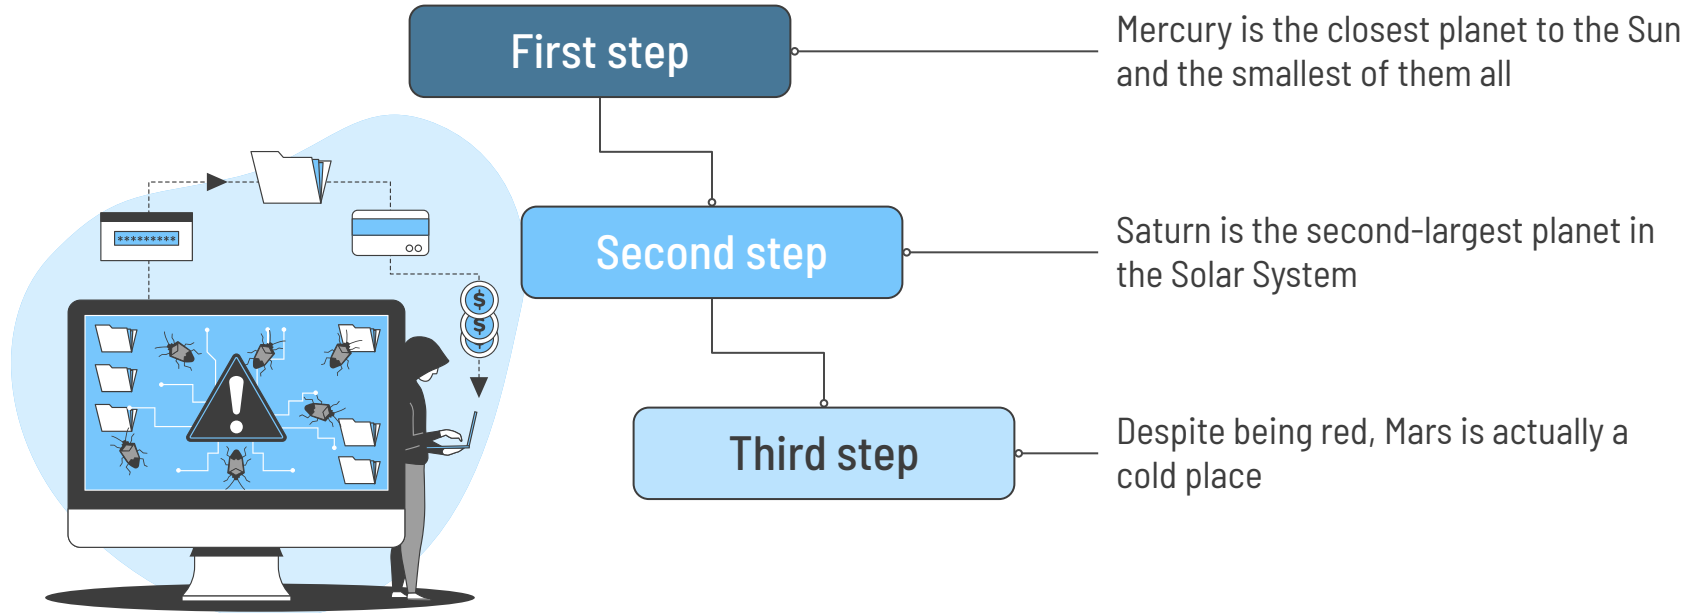 First step
Mercury is the closest planet to the Sun
and the smallest of them all
*********
$
Second step
Saturn is the second-largest planet in
the Solar System
$
Third step
Despite being red, Mars is actually a
cold place